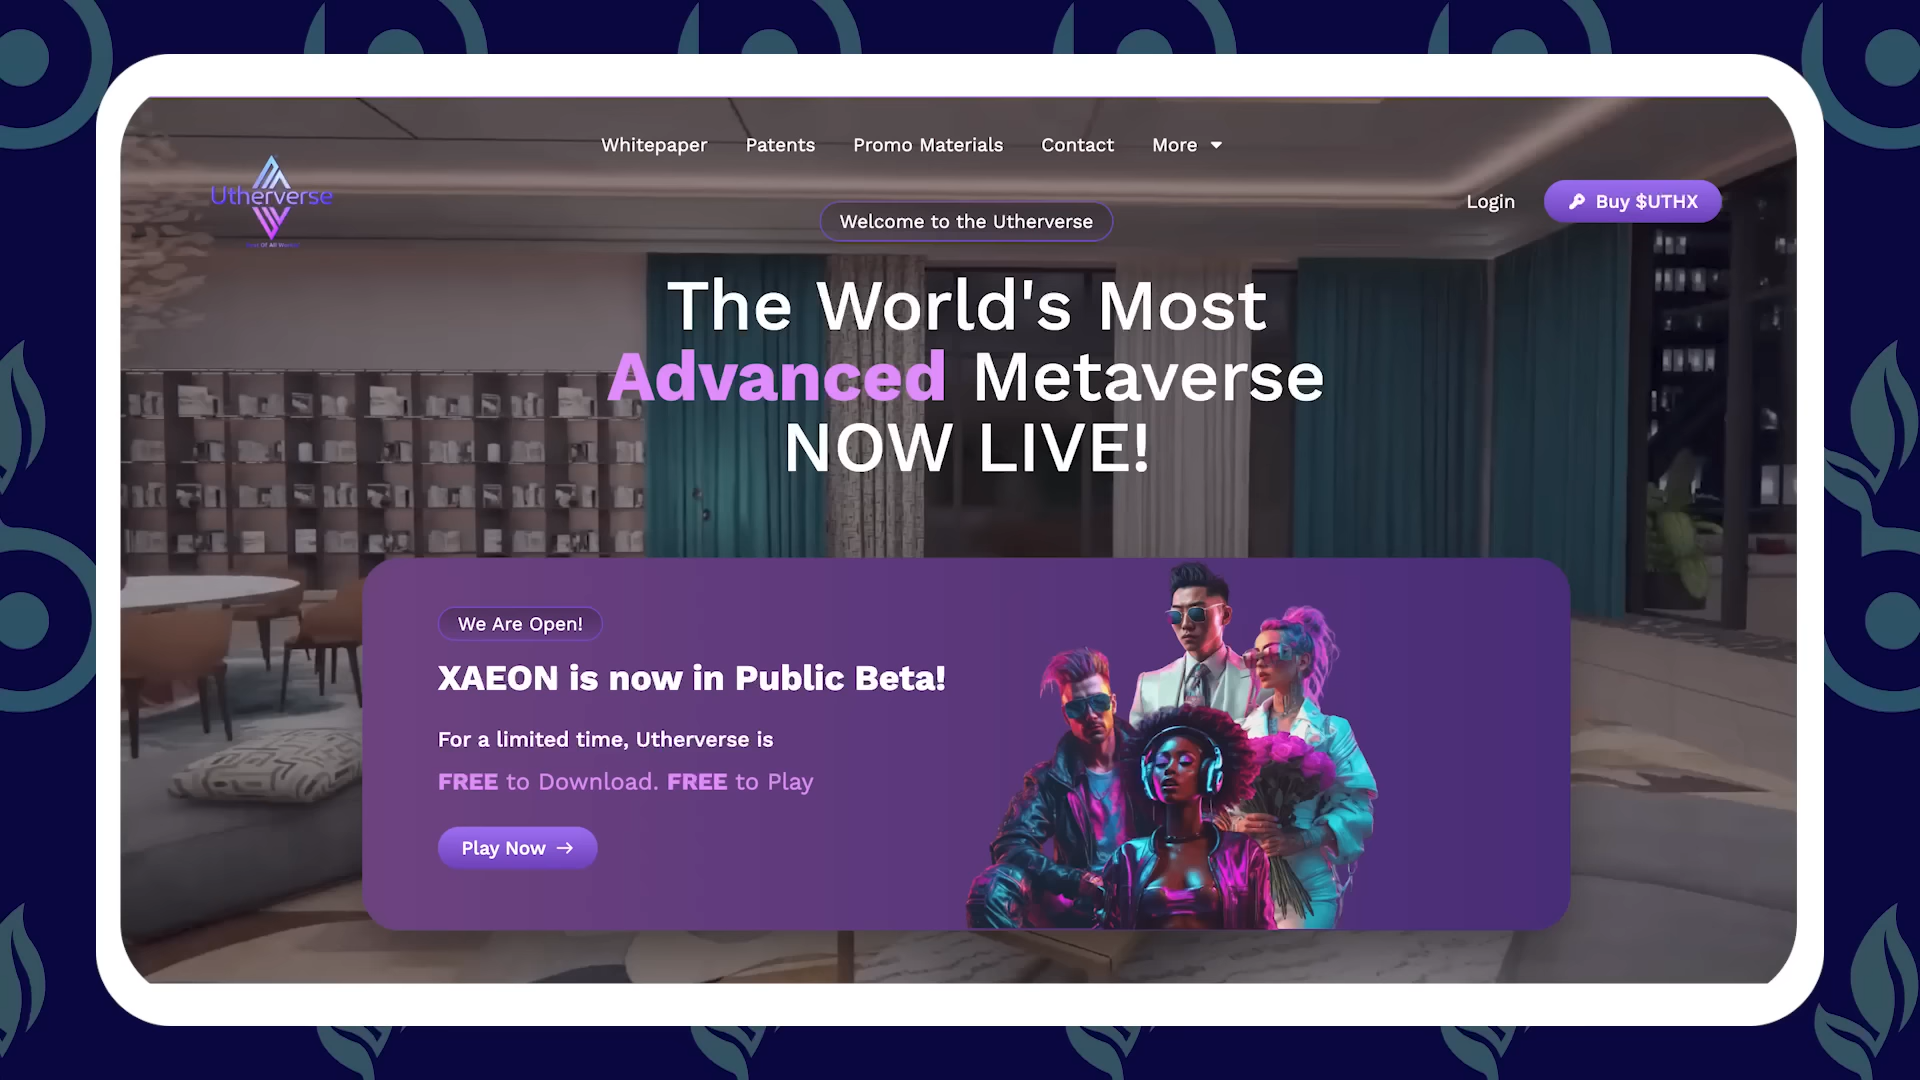 Whitepaper
Patents
Promo Materials
Contact
More
Utherverse
Login
Buy $UTHX
Welcome to the Utherverse
The World's Most
Advanced Metaverse
NOW LIVE!
We Are Open!
XAEON is now in Public Beta!
For a limited time, Utherverse is
FREE to Download. FREE to Play
Play Now